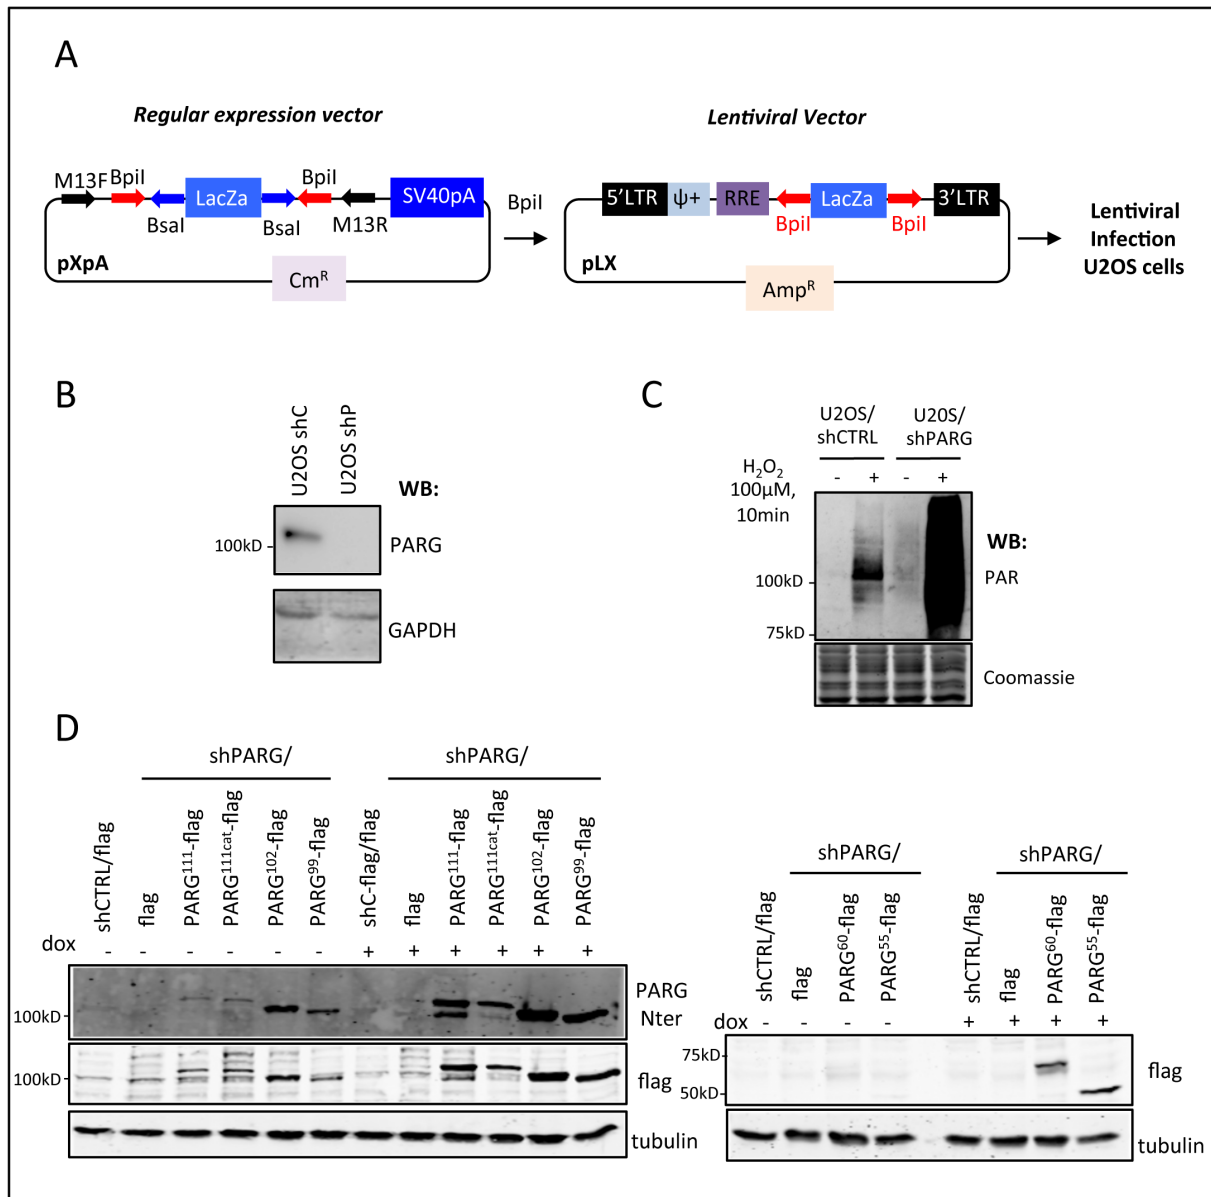 A
Regular expression vector
Lentiviral Vector
M13F
BpiI
BsaI
LacZa
BsaI
BpiI
M13R
SV40pA
pXpA
Cmᴿ
BpiI
5'LTR
ψ+
RRE
BpiI
LacZa
BpiI
3'LTR
pLX
Ampᴿ
Lentiviral
Infection
U2OS cells
B
U2OS shC
U2OS shP
WB:
100kD
PARG
GAPDH
C
U2OS/
shCTRL
U20S/
shPARG
H₂O₂
100µM,
10min
- + - +
WB:
100kD
PAR
75kD
Coomassie
D
shPARG/
shPARG/
shCTRL/flag
flag
PARG¹¹¹-flag
PARG¹¹¹ᶜᵃᵗ-flag
PARG¹⁰²-flag
PARG⁹⁹-flag
shC-flag/flag
flag
PARG¹¹¹-flag
PARG¹¹¹ᶜᵃᵗ-flag
PARG¹⁰²-flag
PARG⁹⁹-flag
dox - - - - - - + + + + + +
100kD
PARG
Nter
100kD
flag
tubulin
shPARG/
shPARG/
shCTRL/flag
flag
PARG⁶⁰-flag
PARG⁵⁵-flag
shCTRL/flag
flag
PARG⁶⁰-flag
PARG⁵⁵-flag
dox - - - - + + + +
75kD
50kD
flag
tubulin